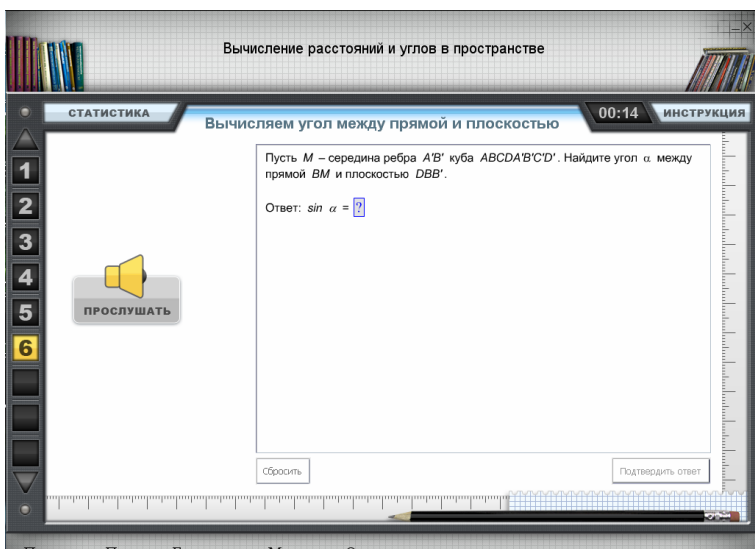 Вычисление расстояний и углов в пространстве
СТАТИСТИКА
00:14
ИНСТРУКЦИЯ
Вычисляем угол между прямой и плоскостью
1
2
3
4
5
6
Пусть M – середина ребра A'B' куба ABCDA'B'C'D'. Найдите угол α между
прямой BM и плоскостью DBB'.
Ответ: sin α = ?
ПРОСЛУШАТЬ
Сбросить
Подтвердить ответ